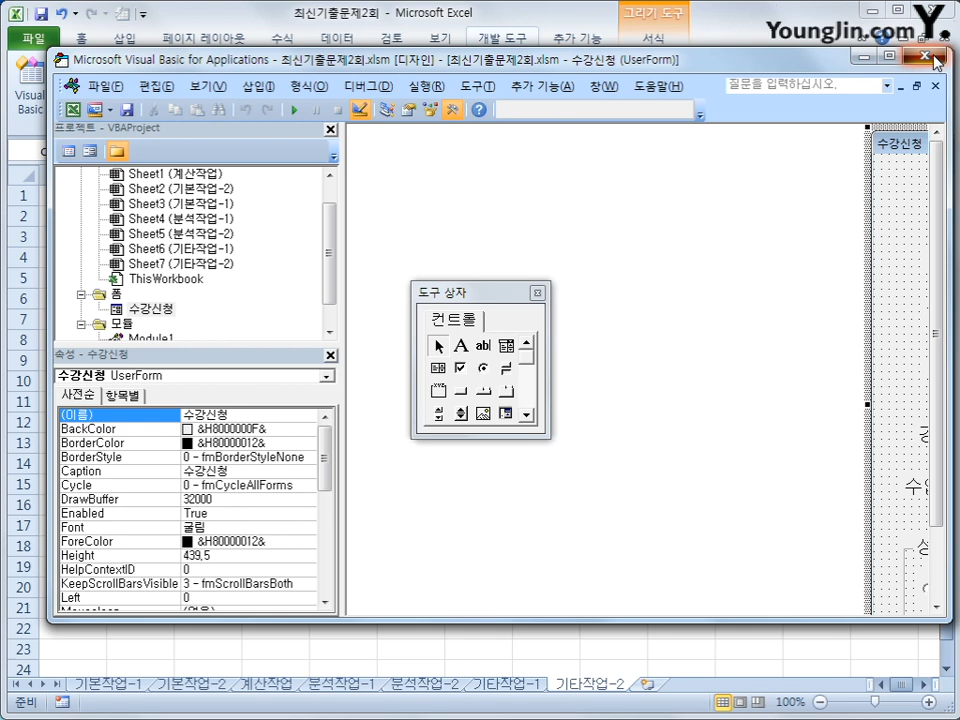 최신기출문제2회 - Microsoft Excel
그리기 도구
Younglin.com Y.
파일 홈 삽입 페이지 레이아웃 수식 데이터 검토 보기 개발 도구 추가 기능 서식
Visual
Basic
Microsoft Visual Basic for Applications - 최신기출문제2회.xlsm [디자인] - [최신기출문제2회.xlsm - 수강신청 (UserForm)]
파일(F) 편집(E) 보기(V) 삽입(I) 형식(O) 디버그(D) 실행(R) 도구(T) 추가 기능(A) 창(W) 도움말(H)
질문을 입력하십시오.
프로젝트 - VBAProject
Sheet1 (계산작업)
Sheet2 (기본작업-2)
Sheet3 (기본작업-1)
Sheet4 (분석작업-1)
Sheet5 (분석작업-2)
Sheet6 (기타작업-1)
Sheet7 (기타작업-2)
ThisWorkbook
폼
수강신청
모듈
Module1
속성 - 수강신청
수강신청 UserForm
사전순 항목별
(이름) 수강신청
BackColor &H8000000F&
BorderColor &H80000012&
BorderStyle 0 - fmBorderStyleNone
Caption 수강신청
Cycle 0 - fmCycleAllForms
DrawBuffer 32000
Enabled True
Font 굴림
ForeColor &H80000012&
Height 439.5
HelpContextID 0
KeepScrollBarsVisible 3 - fmScrollBarsBoth
Left 0
도구 상자
컨트롤
A ab|
XYZ
수강신청
1
2
3
4
5
6
7
8
9
10
11
12
13
14
15
16
17
18
19
20
21
22
23
24
기본작업-1 기본작업-2 계산작업 분석작업-1 분석작업-2 기타작업-1 기타작업-2
준비
100%